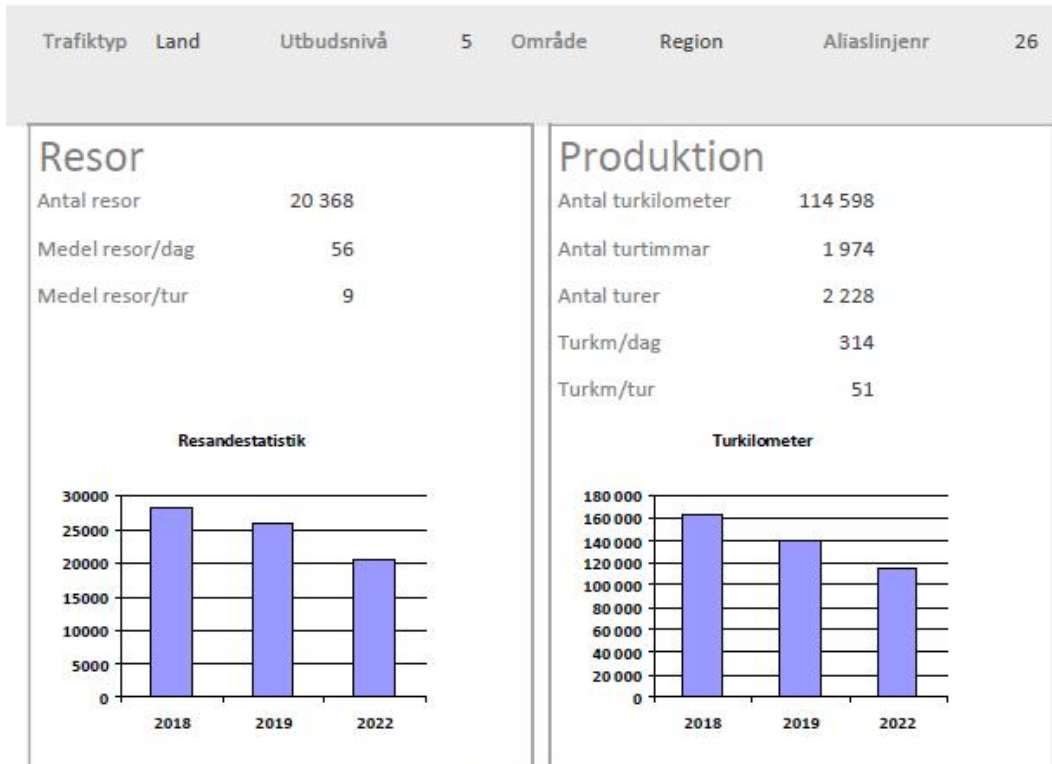 Trafiktyp Land Utbudsnivå 5 Område Region Aliaslinjenr 26
Resor
Antal resor 20 368
Medel resor/dag 56
Medel resor/tur 9
Resandestatistik
30000
25000
20000
15000
10000
5000
0
2018 2019 2022
Produktion
Antal turkilometer 114 598
Antal turtimmar 1 974
Antal turer 2 228
Turkm/dag 314
Turkm/tur 51
Turkilometer
180 000
160 000
140 000
120 000
100 000
80 000
60 000
40 000
20 000
0
2018 2019 2022